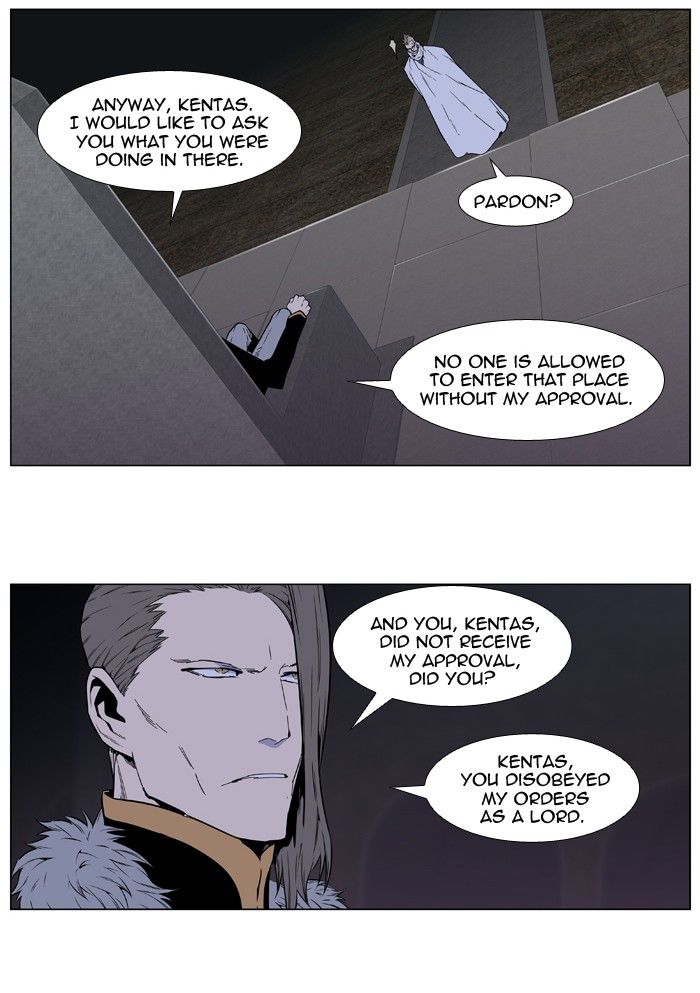 ANYWAY, KENTAS.
I WOULD LIKE TO ASK
YOU WHAT YOU WERE
DOING IN THERE.
PARDON?
NO ONE IS ALLOWED
TO ENTER THAT PLACE
WITHOUT MY APPROVAL.
AND YOU, KENTAS,
DID NOT RECEIVE
MY APPROVAL,
DID YOU?
KENTAS,
YOU DISOBEYED
MY ORDERS
AS A LORD.